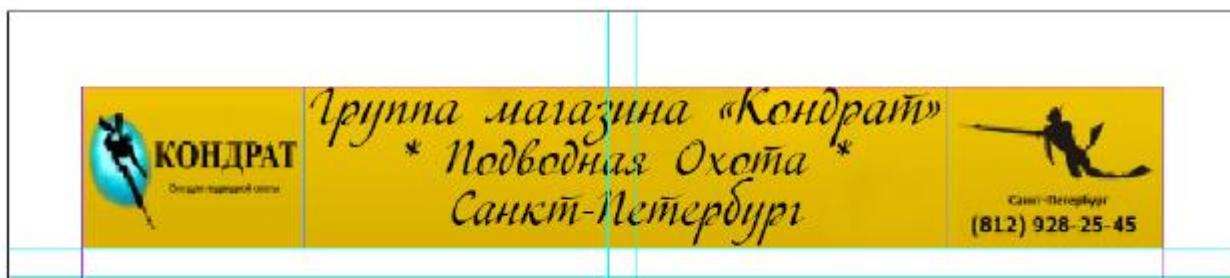 КОНДРАТ
Группа магазина «Кондрат»
* Подводная Охота *
Санкт-Петербург
Санкт-Петербург
(812) 928-25-45